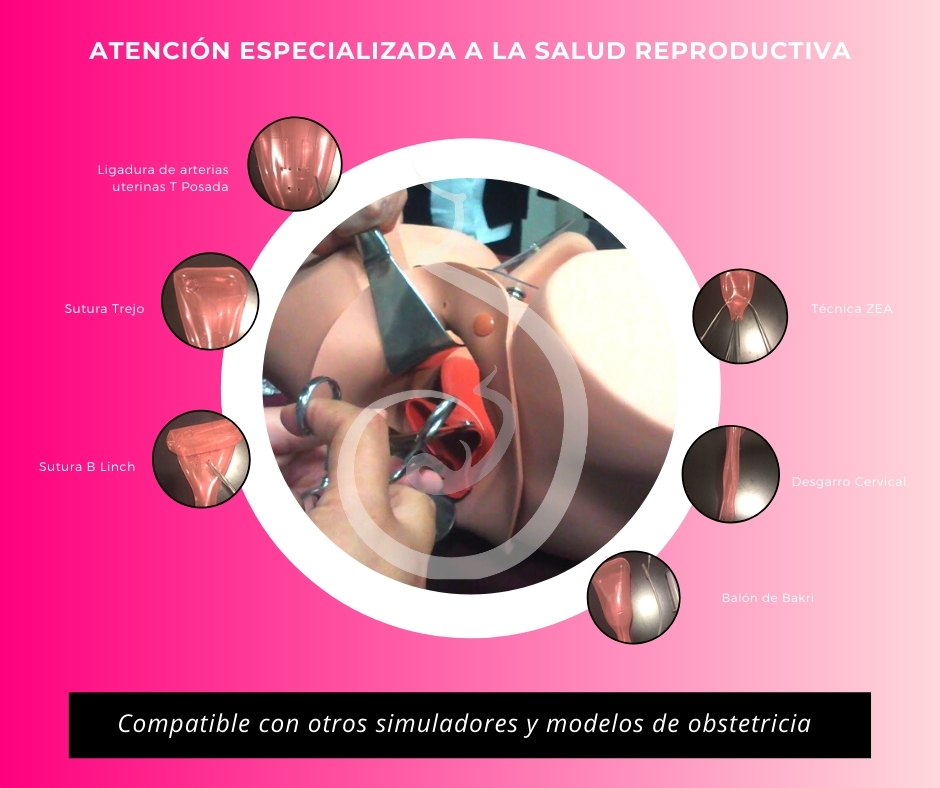 ATENCIÓN ESPECIALIZADA A LA SALUD REPRODUCTIVA
Ligadura de arterias
uterinas T Posada
Sutura Trejo
Sutura B Linch
Técnica ZEA
Desgarro Cervical
Balón de Bakri
Compatible con otros simuladores y modelos de obstetricia